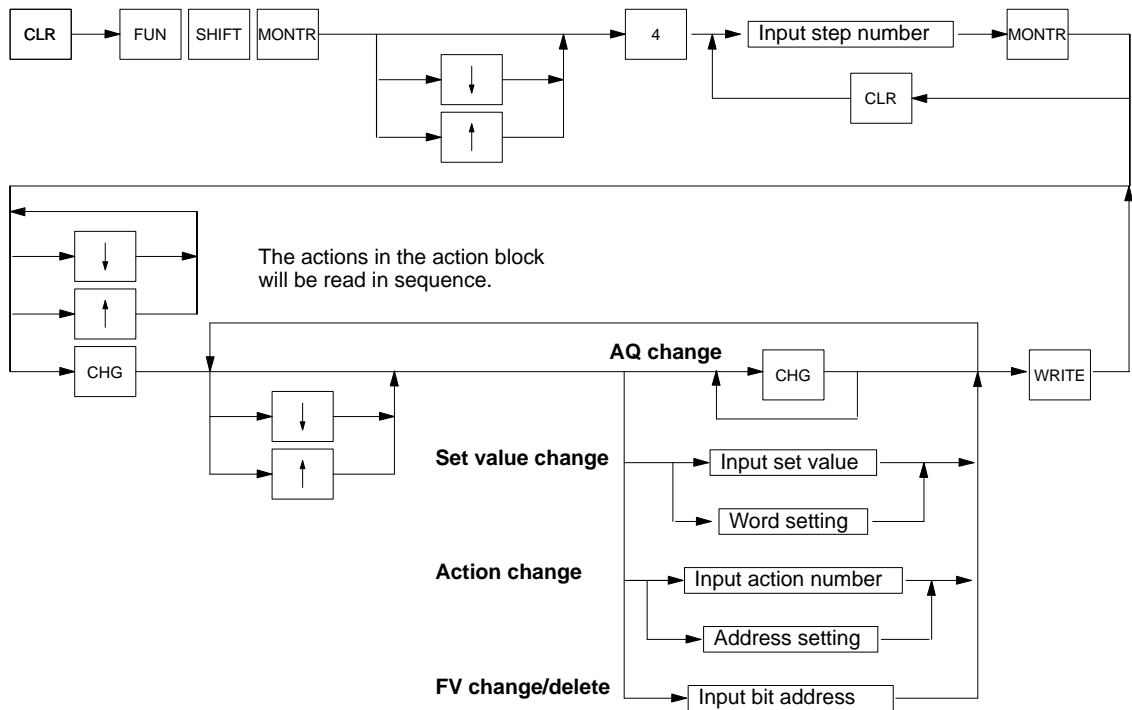 CLR
FUN
SHIFT
MONTR
4
Input step number
MONTR
↓
↑
CLR
The actions in the action block
will be read in sequence.
↓
↑
CHG
AQ change
CHG
WRITE
↓
↑
Set value change
Input set value
Word setting
Action change
Input action number
Address setting
FV change/delete
Input bit address